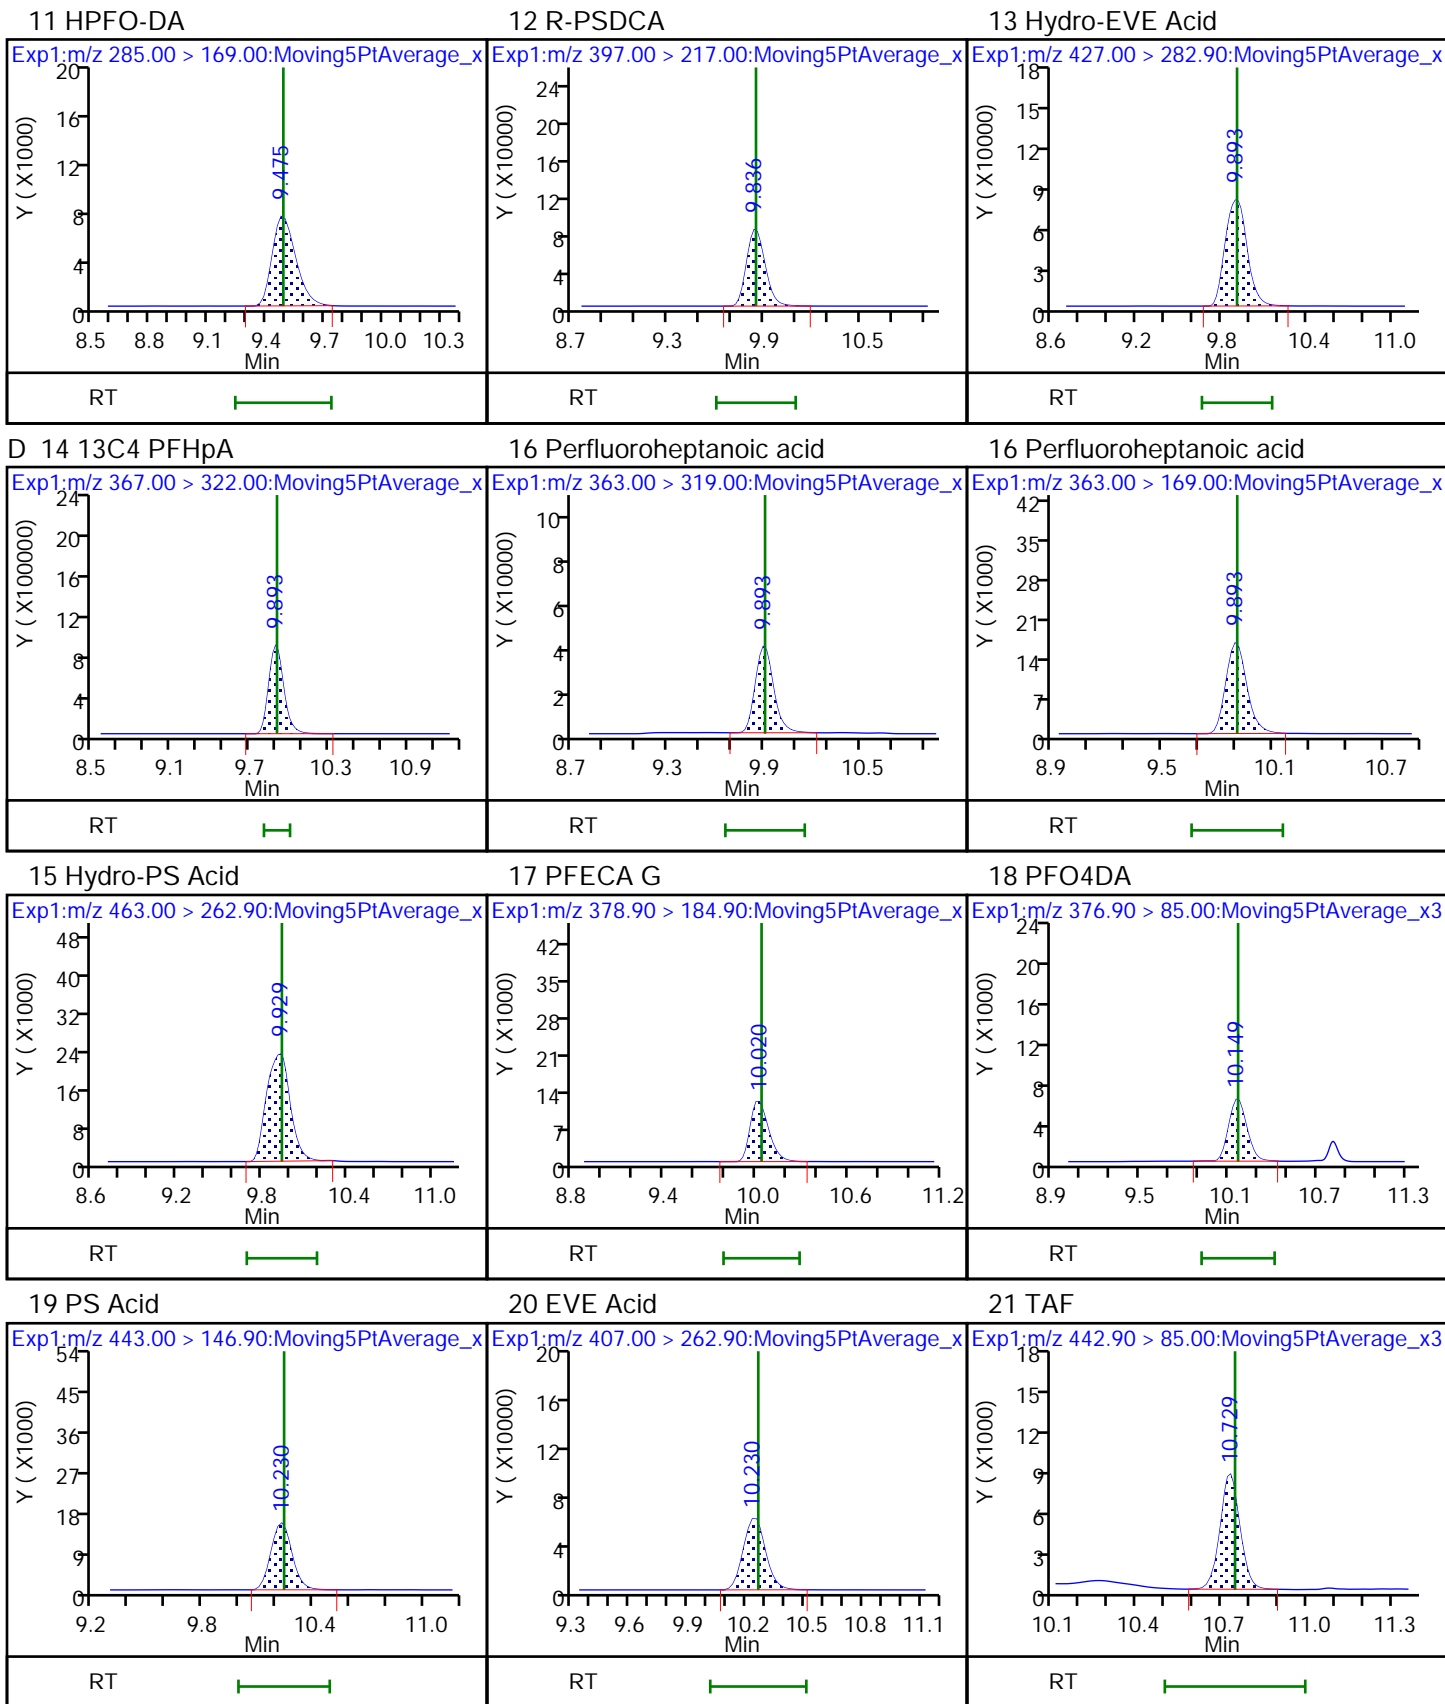 11 HPFO-DA
Exp1:m/z 285.00 > 169.00:Moving5PtAverage_x
Y ( X10000)
20
16
12
8
4
0
9.475
8.5 8.8 9.1 9.4 9.7 10.0 10.3
Min
RT
12 R-PSDCA
Exp1:m/z 397.00 > 217.00:Moving5PtAverage_x
Y ( X10000)
24
20
16
12
8
4
0
9.836
8.7 9.3 9.9 10.5
Min
RT
13 Hydro-EVE Acid
Exp1:m/z 427.00 > 282.90:Moving5PtAverage_x
Y ( X10000)
18
15
12
9
6
3
0
9.893
8.6 9.2 9.8 10.4 11.0
Min
RT
D 14 13C4 PFHpA
Exp1:m/z 367.00 > 322.00:Moving5PtAverage_x
Y ( X100000)
24
20
16
12
8
4
0
9.893
8.5 9.1 9.7 10.3 10.9
Min
RT
16 Perfluoroheptanoic acid
Exp1:m/z 363.00 > 319.00:Moving5PtAverage_x
Y ( X10000)
10
8
6
4
2
0
9.893
8.7 9.3 9.9 10.5
Min
RT
16 Perfluoroheptanoic acid
Exp1:m/z 363.00 > 169.00:Moving5PtAverage_x
Y ( X1000)
42
35
28
21
14
7
0
9.893
8.9 9.5 10.1 10.7
Min
RT
15 Hydro-PS Acid
Exp1:m/z 463.00 > 262.90:Moving5PtAverage_x
Y ( X1000)
48
40
32
24
16
8
0
9.929
8.6 9.2 9.8 10.4 11.0
Min
RT
17 PFECA G
Exp1:m/z 378.90 > 184.90:Moving5PtAverage_x
Y ( X1000)
42
35
28
21
14
7
0
10.020
8.8 9.4 10.0 10.6 11.2
Min
RT
18 PFO4DA
Exp1:m/z 376.90 > 85.00:Moving5PtAverage_x3
Y ( X1000)
24
20
16
12
8
4
0
10.149
8.9 9.5 10.1 10.7 11.3
Min
RT
19 PS Acid
Exp1:m/z 443.00 > 146.90:Moving5PtAverage_x
Y ( X1000)
54
45
36
27
18
9
0
10.230
9.2 9.8 10.4 11.0
Min
RT
20 EVE Acid
Exp1:m/z 407.00 > 262.90:Moving5PtAverage_x
Y ( X10000)
20
16
12
8
4
0
10.230
9.3 9.6 9.9 10.2 10.5 10.8 11.1
Min
RT
21 TAF
Exp1:m/z 442.90 > 85.00:Moving5PtAverage_x3
Y ( X1000)
18
15
12
9
6
3
0
10.729
10.1 10.4 10.7 11.0 11.3
Min
RT